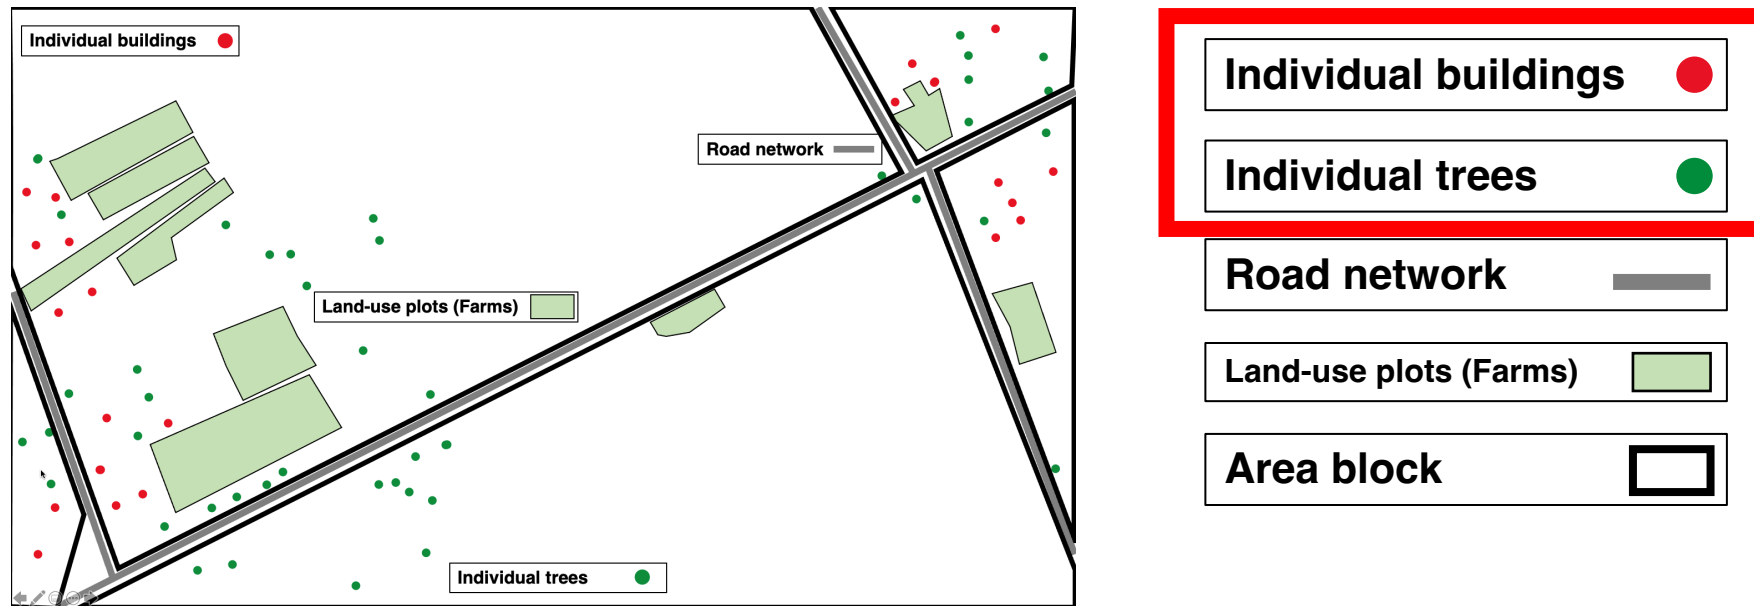 Individual buildings
Road network
Land-use plots (Farms)
Individual trees
Individual buildings
Individual trees
Road network
Land-use plots (Farms)
Area block